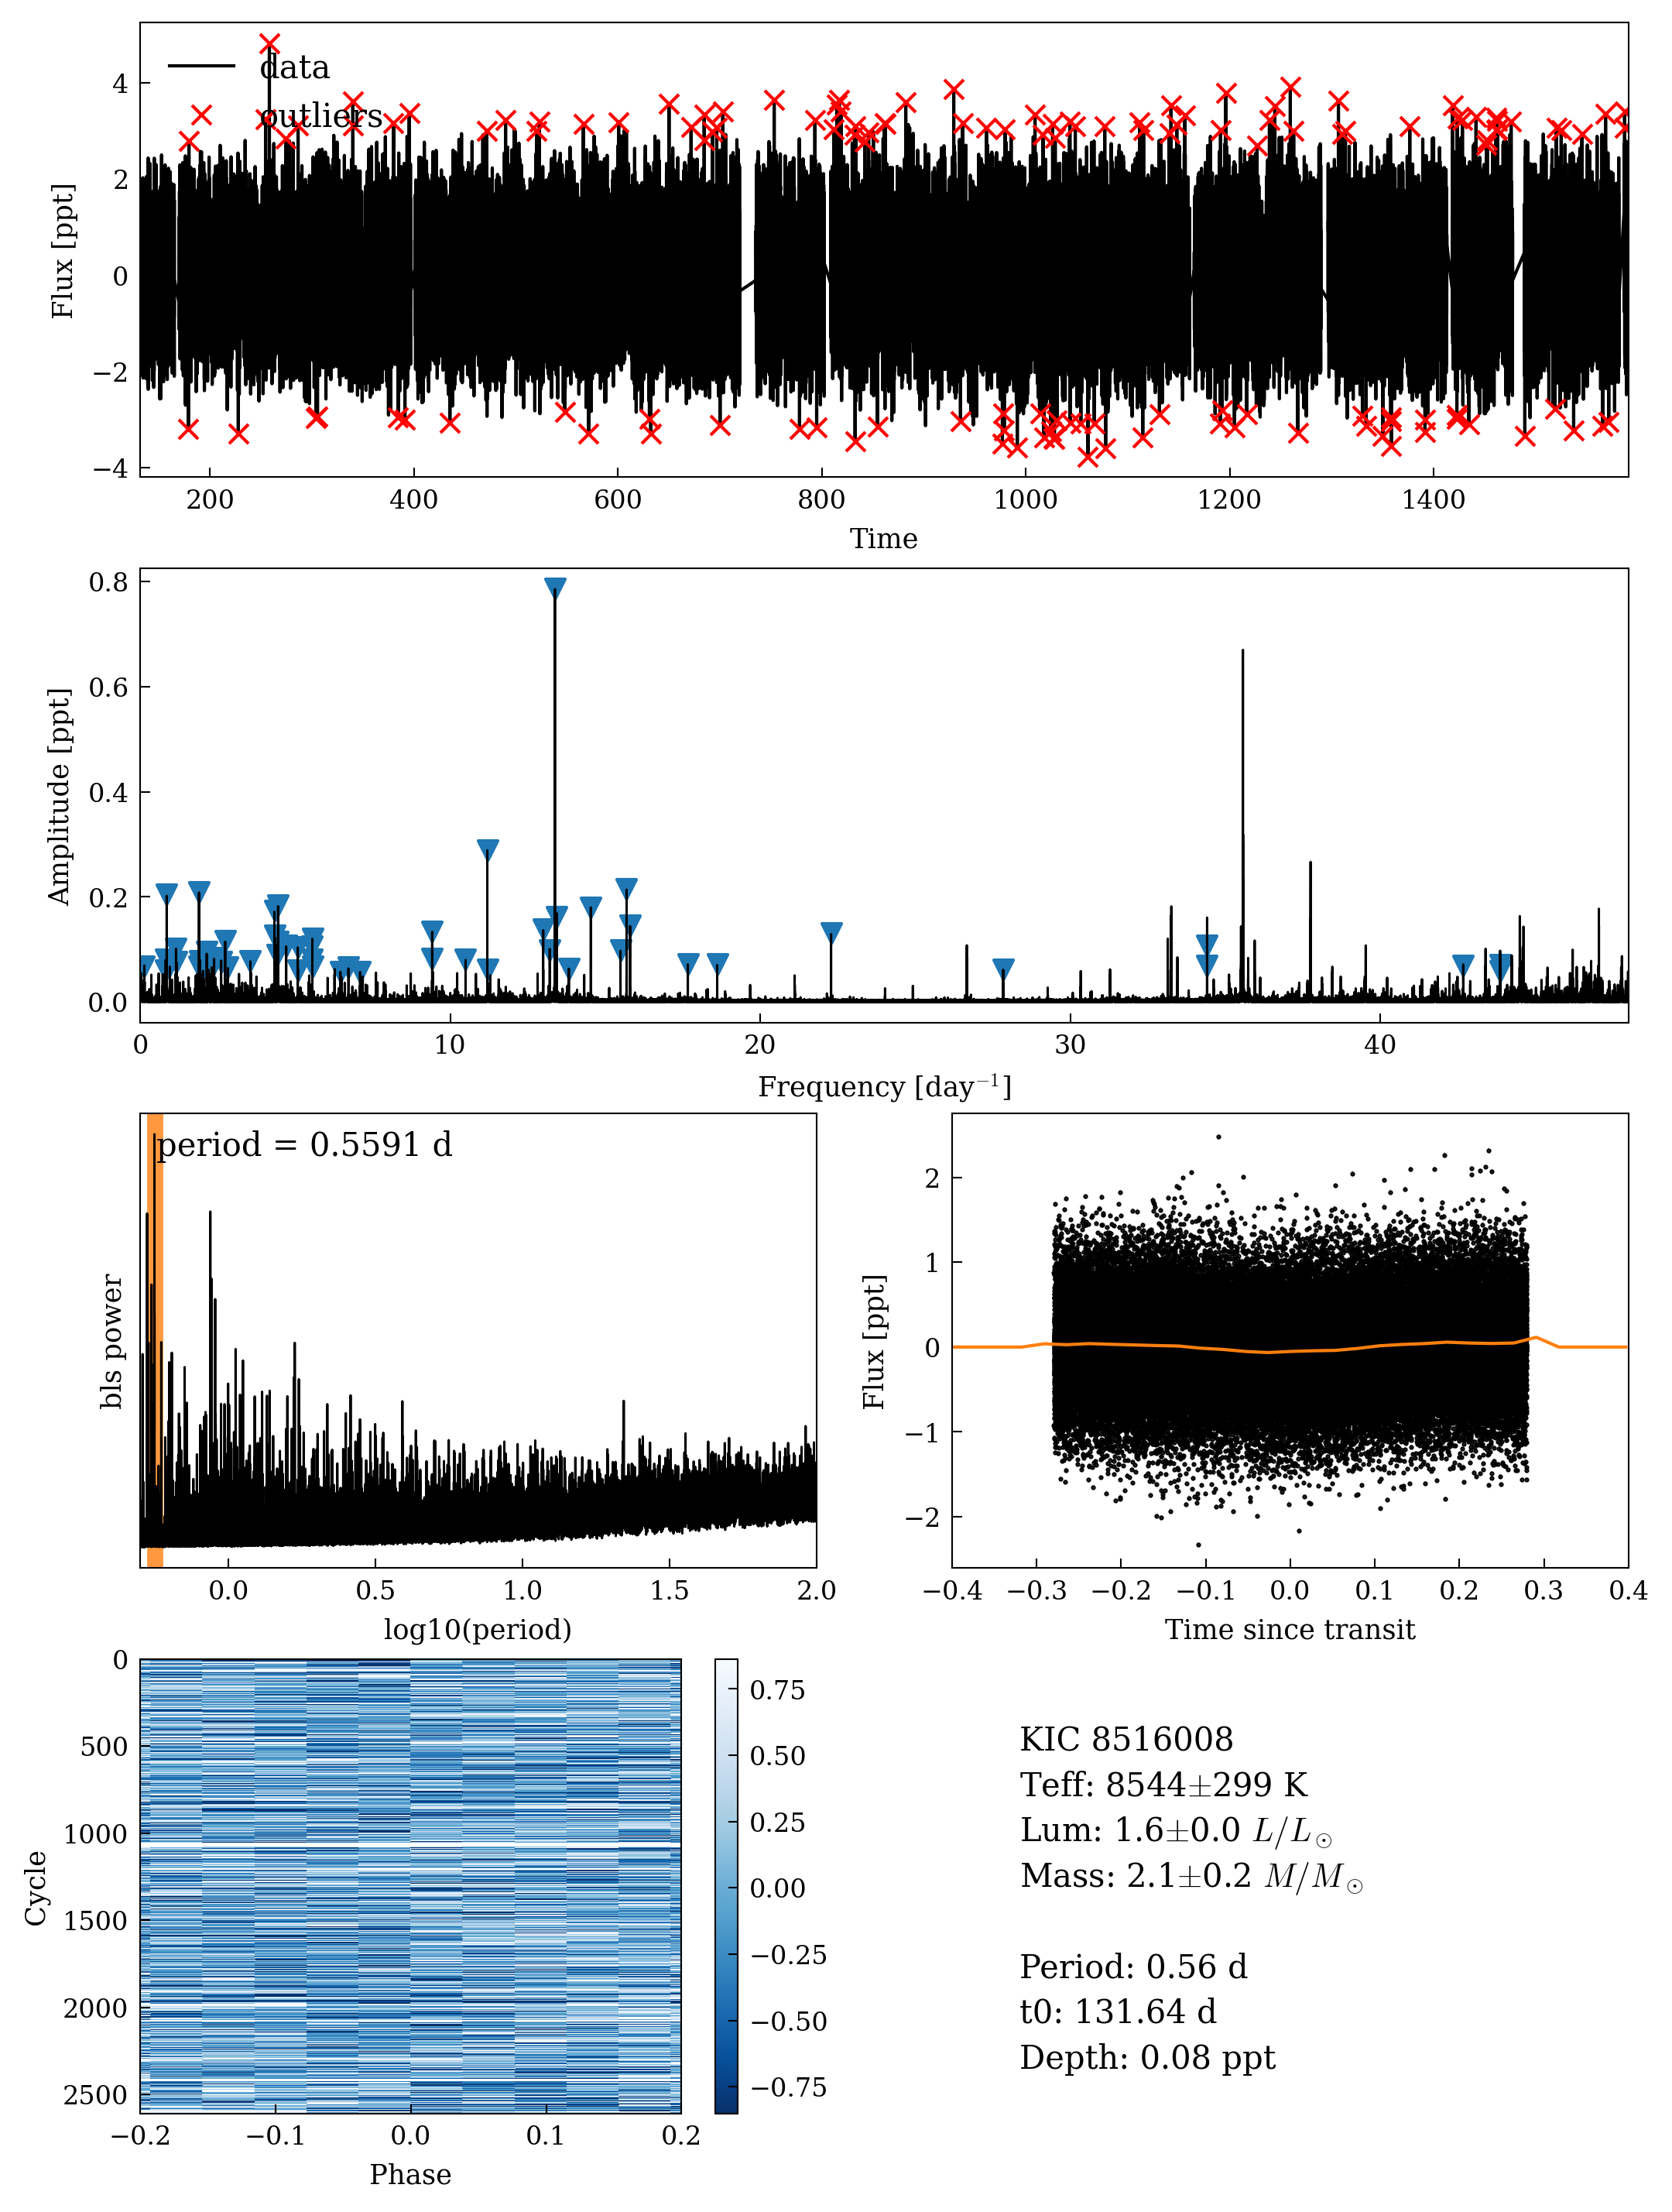 data
outliers
4
2
0
−2
−4
Flux [ppt]
200 400 600 800 1000 1200 1400
Time
0.8
0.6
0.4
0.2
0.0
Amplitude [ppt]
0 10 20 30 40
Frequency [day⁻¹]
period = 0.5591 d
bls power
0.0 0.5 1.0 1.5 2.0
log10(period)
2
1
0
−1
−2
Flux [ppt]
−0.4 −0.3 −0.2 −0.1 0.0 0.1 0.2 0.3 0.4
Time since transit
0
500
1000
1500
2000
2500
Cycle
−0.2 −0.1 0.0 0.1 0.2
Phase
0.75
0.50
0.25
0.00
−0.25
−0.50
−0.75
KIC 8516008
Teff: 8544±299 K
Lum: 1.6±0.0 L/L☉
Mass: 2.1±0.2 M/M☉
Period: 0.56 d
t0: 131.64 d
Depth: 0.08 ppt